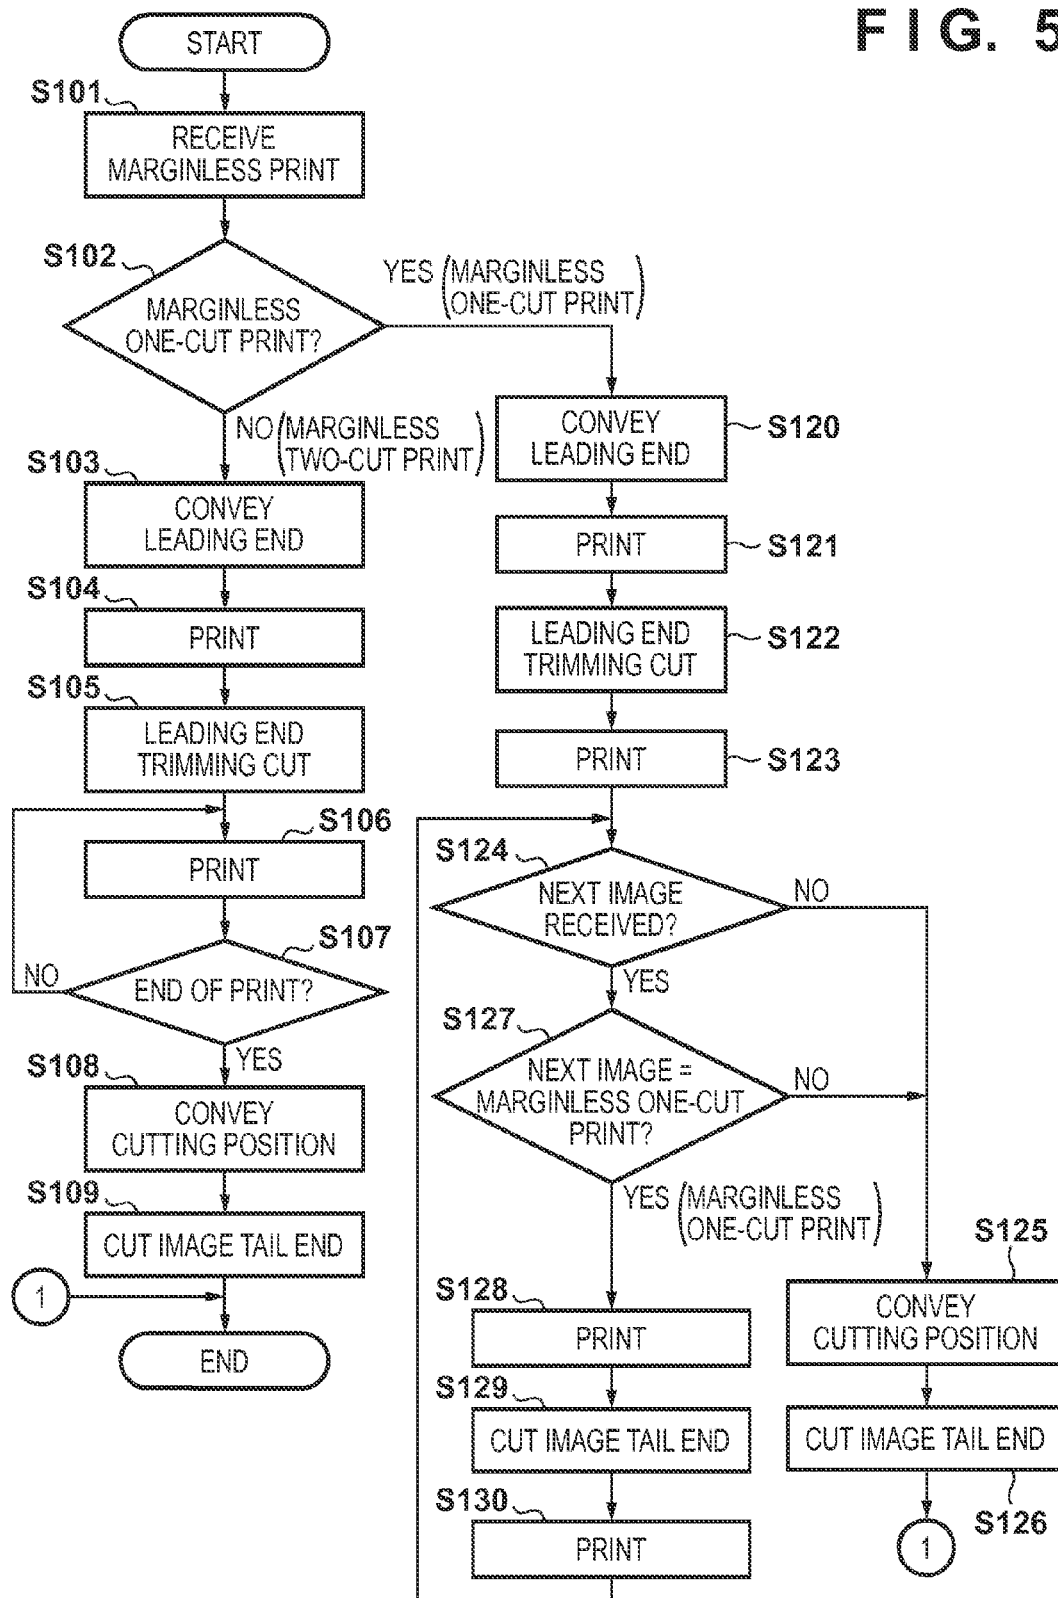 FIG. 5
START
S101
RECEIVE
MARGINLESS PRINT
S102
MARGINLESS
ONE-CUT PRINT?
YES (MARGINLESS
ONE-CUT PRINT)
NO (MARGINLESS
TWO-CUT PRINT)
S103
CONVEY
LEADING END
S104
PRINT
S105
LEADING END
TRIMMING CUT
S106
PRINT
S107
END OF PRINT?
NO
YES
S108
CONVEY
CUTTING POSITION
S109
CUT IMAGE TAIL END
1
END
CONVEY
LEADING END
S120
PRINT
S121
LEADING END
TRIMMING CUT
S122
PRINT
S123
S124
NEXT IMAGE
RECEIVED?
NO
YES
S127
NEXT IMAGE =
MARGINLESS ONE-CUT
PRINT?
NO
YES (MARGINLESS
ONE-CUT PRINT)
S128
PRINT
S129
CUT IMAGE TAIL END
S130
PRINT
S125
CONVEY
CUTTING POSITION
CUT IMAGE TAIL END
S126
1